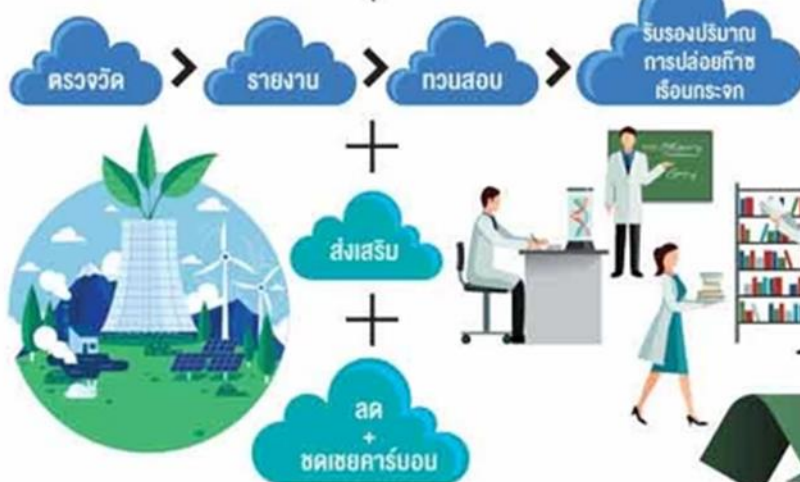 ตรวจวัด
รายงาน
ทวนสอบ
รับรองปริมาณ
การปล่อยก๊าซ
เรือนกระจก
+
ส่งเสริม
+
ลด
+
ชดเชยคาร์บอน